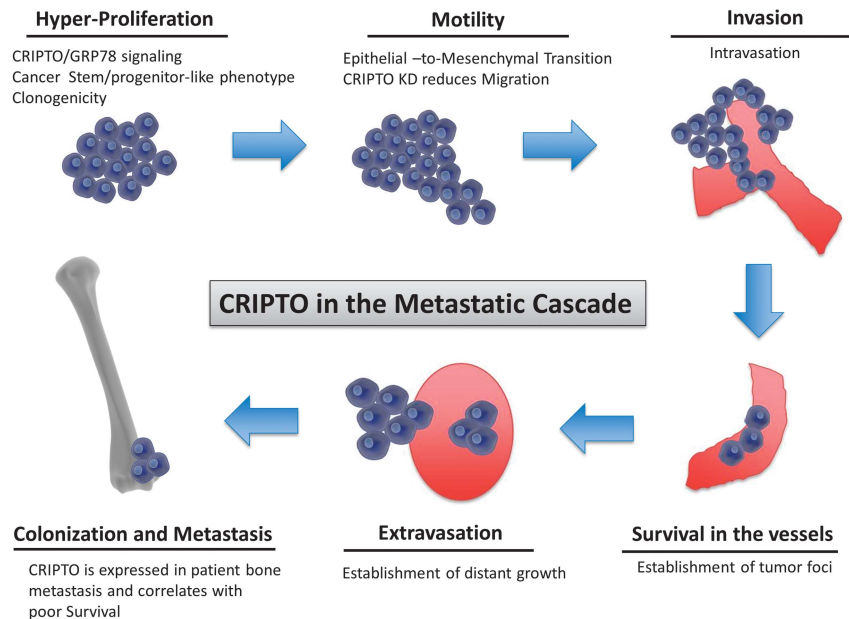 Hyper-Proliferation
CRIPTO/GRP78 signaling
Cancer Stem/progenitor-like phenotype
Clonogenicity
Motility
Epithelial –to-Mesenchymal Transition
CRIPTO KD reduces Migration
Invasion
Intravasation
CRIPTO in the Metastatic Cascade
Colonization and Metastasis
CRIPTO is expressed in patient bone
metastasis and correlates with
poor Survival
Extravasation
Establishment of distant growth
Survival in the vessels
Establishment of tumor foci